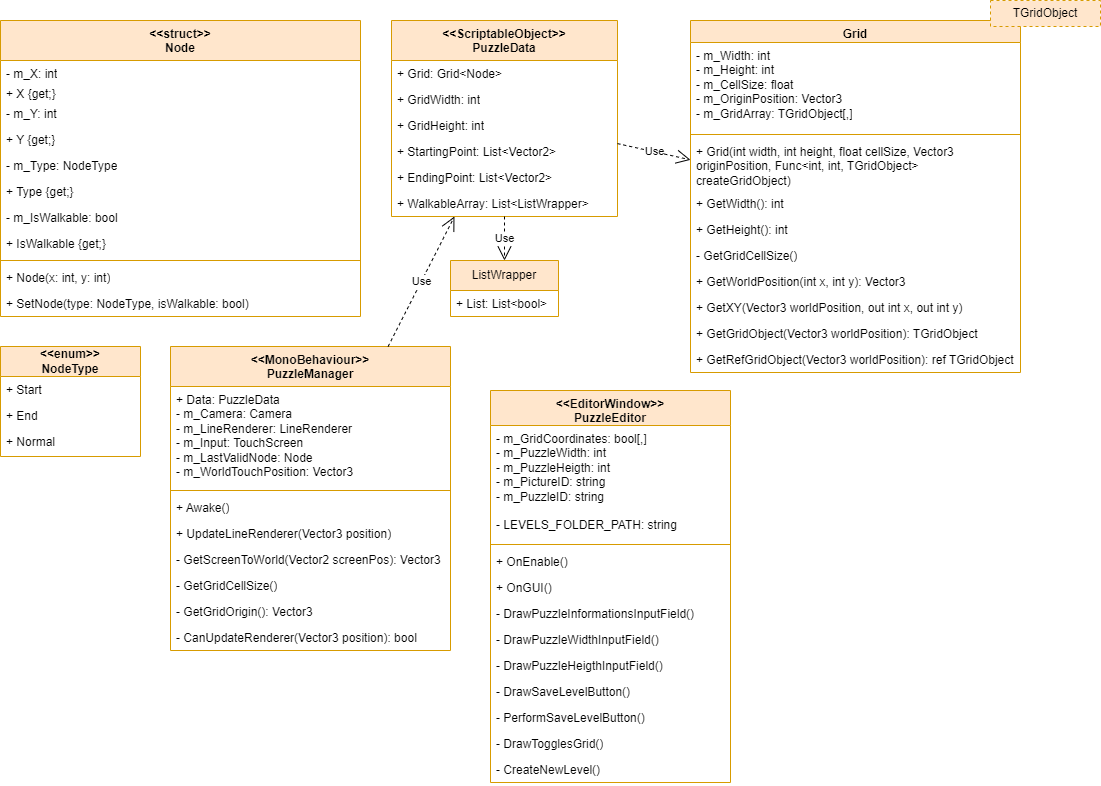 <<struct>>
Node
- m_X: int
+ X {get;}
- m_Y: int
+ Y {get;}
- m_Type: NodeType
+ Type {get;}
- m_IsWalkable: bool
+ IsWalkable {get;}
+ Node(x: int, y: int)
+ SetNode(type: NodeType, isWalkable: bool)
<<ScriptableObject>>
PuzzleData
+ Grid: Grid<Node>
+ GridWidth: int
+ GridHeight: int
+ StartingPoint: List<Vector2>
+ EndingPoint: List<Vector2>
+ WalkableArray: List<ListWrapper>
Use
Use
Use
ListWrapper
+ List: List<bool>
TGridObject
Grid
- m_Width: int
- m_Height: int
- m_CellSize: float
- m_OriginPosition: Vector3
- m_GridArray: TGridObject[,]
+ Grid(int width, int height, float cellSize, Vector3
originPosition, Func<int, int, TGridObject>
createGridObject)
+ GetWidth(): int
+ GetHeight(): int
- GetGridCellSize()
+ GetWorldPosition(int x, int y): Vector3
+ GetXY(Vector3 worldPosition, out int x, out int y)
+ GetGridObject(Vector3 worldPosition): TGridObject
+ GetRefGridObject(Vector3 worldPosition): ref TGridObject
<<enum>>
NodeType
+ Start
+ End
+ Normal
<<MonoBehaviour>>
PuzzleManager
+ Data: PuzzleData
- m_Camera: Camera
- m_LineRenderer: LineRenderer
- m_Input: TouchScreen
- m_LastValidNode: Node
- m_WorldTouchPosition: Vector3
+ Awake()
+ UpdateLineRenderer(Vector3 position)
- GetScreenToWorld(Vector2 screenPos): Vector3
- GetGridCellSize()
- GetGridOrigin(): Vector3
- CanUpdateRenderer(Vector3 position): bool
<<EditorWindow>>
PuzzleEditor
- m_GridCoordinates: bool[,]
- m_PuzzleWidth: int
- m_PuzzleHeigth: int
- m_PictureID: string
- m_PuzzleID: string
- LEVELS_FOLDER_PATH: string
+ OnEnable()
+ OnGUI()
- DrawPuzzleInformationsInputField()
- DrawPuzzleWidthInputField()
- DrawPuzzleHeigthInputField()
- DrawSaveLevelButton()
- PerformSaveLevelButton()
- DrawTogglesGrid()
- CreateNewLevel()